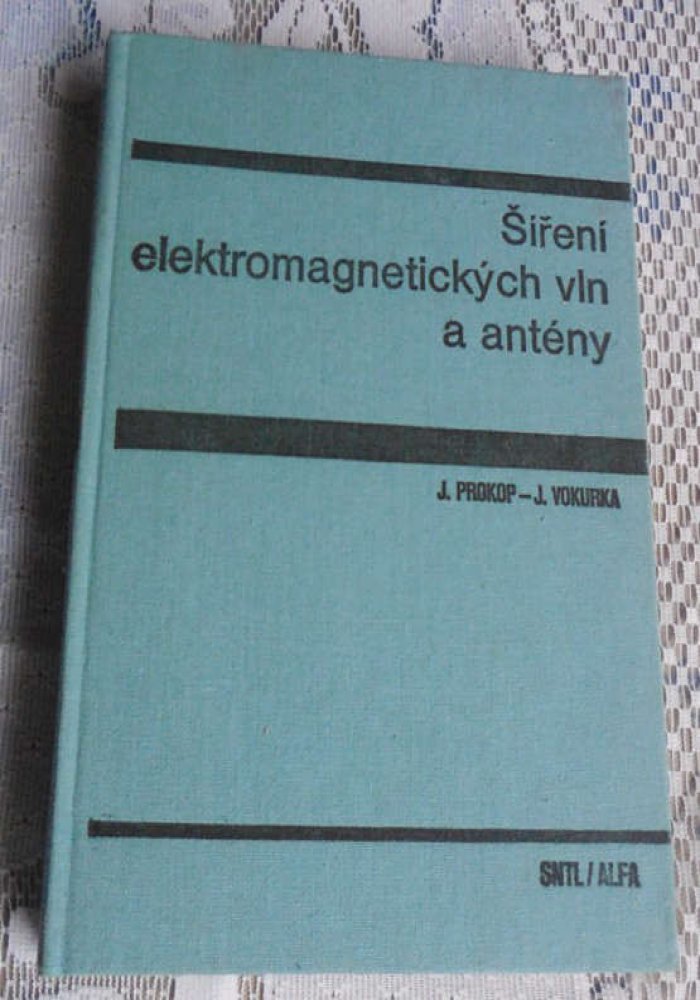 Šíření
elektromagnetických vln
a antény
J. PROKOP – J. VOKURKA
SNTL / ALFA